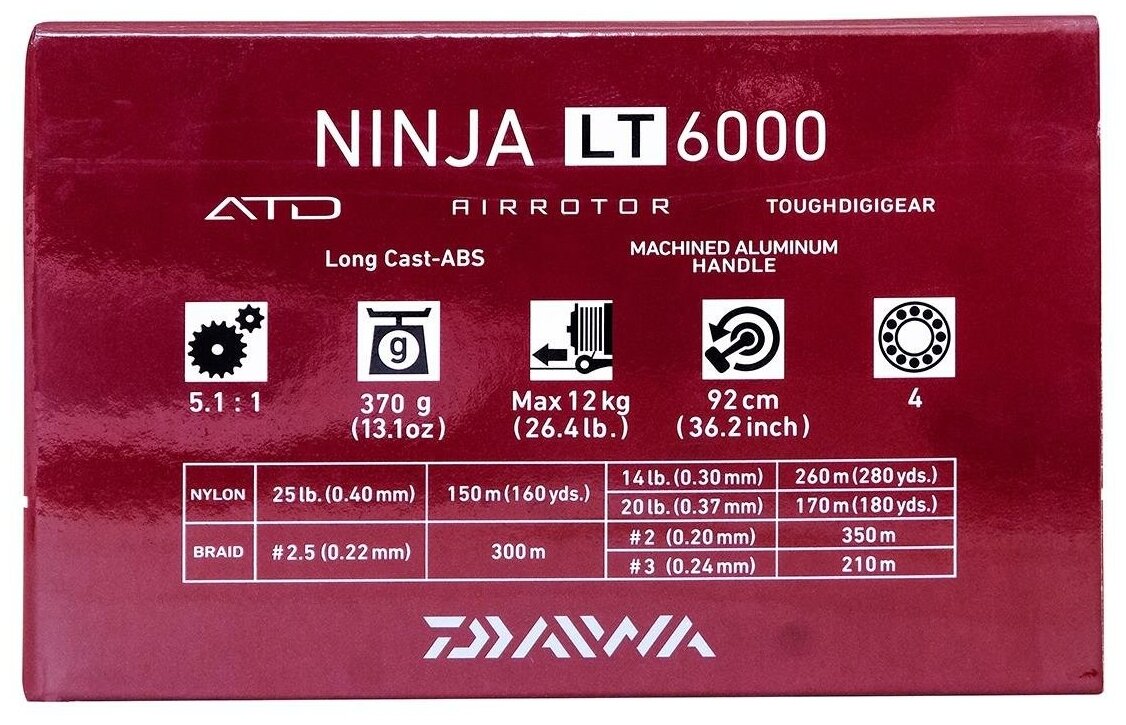 NINJA LT 6000
ATD AIRROTOR TOUGHDIGIGEAR
Long Cast-ABS
MACHINED ALUMINUM
HANDLE
g
5.1 : 1
370 g
(13.1oz)
Max 12 kg
(26.4 lb.)
92 cm
(36.2 inch)
4
NYLON 25 lb. (0.40 mm) 150 m (160 yds.)
14 lb. (0.30 mm) 260 m (280 yds.)
20 lb. (0.37 mm) 170 m (180 yds.)
BRAID #2.5 (0.22 mm) 300 m
#2 (0.20 mm) 350 m
#3 (0.24 mm) 210 m
DAIWA